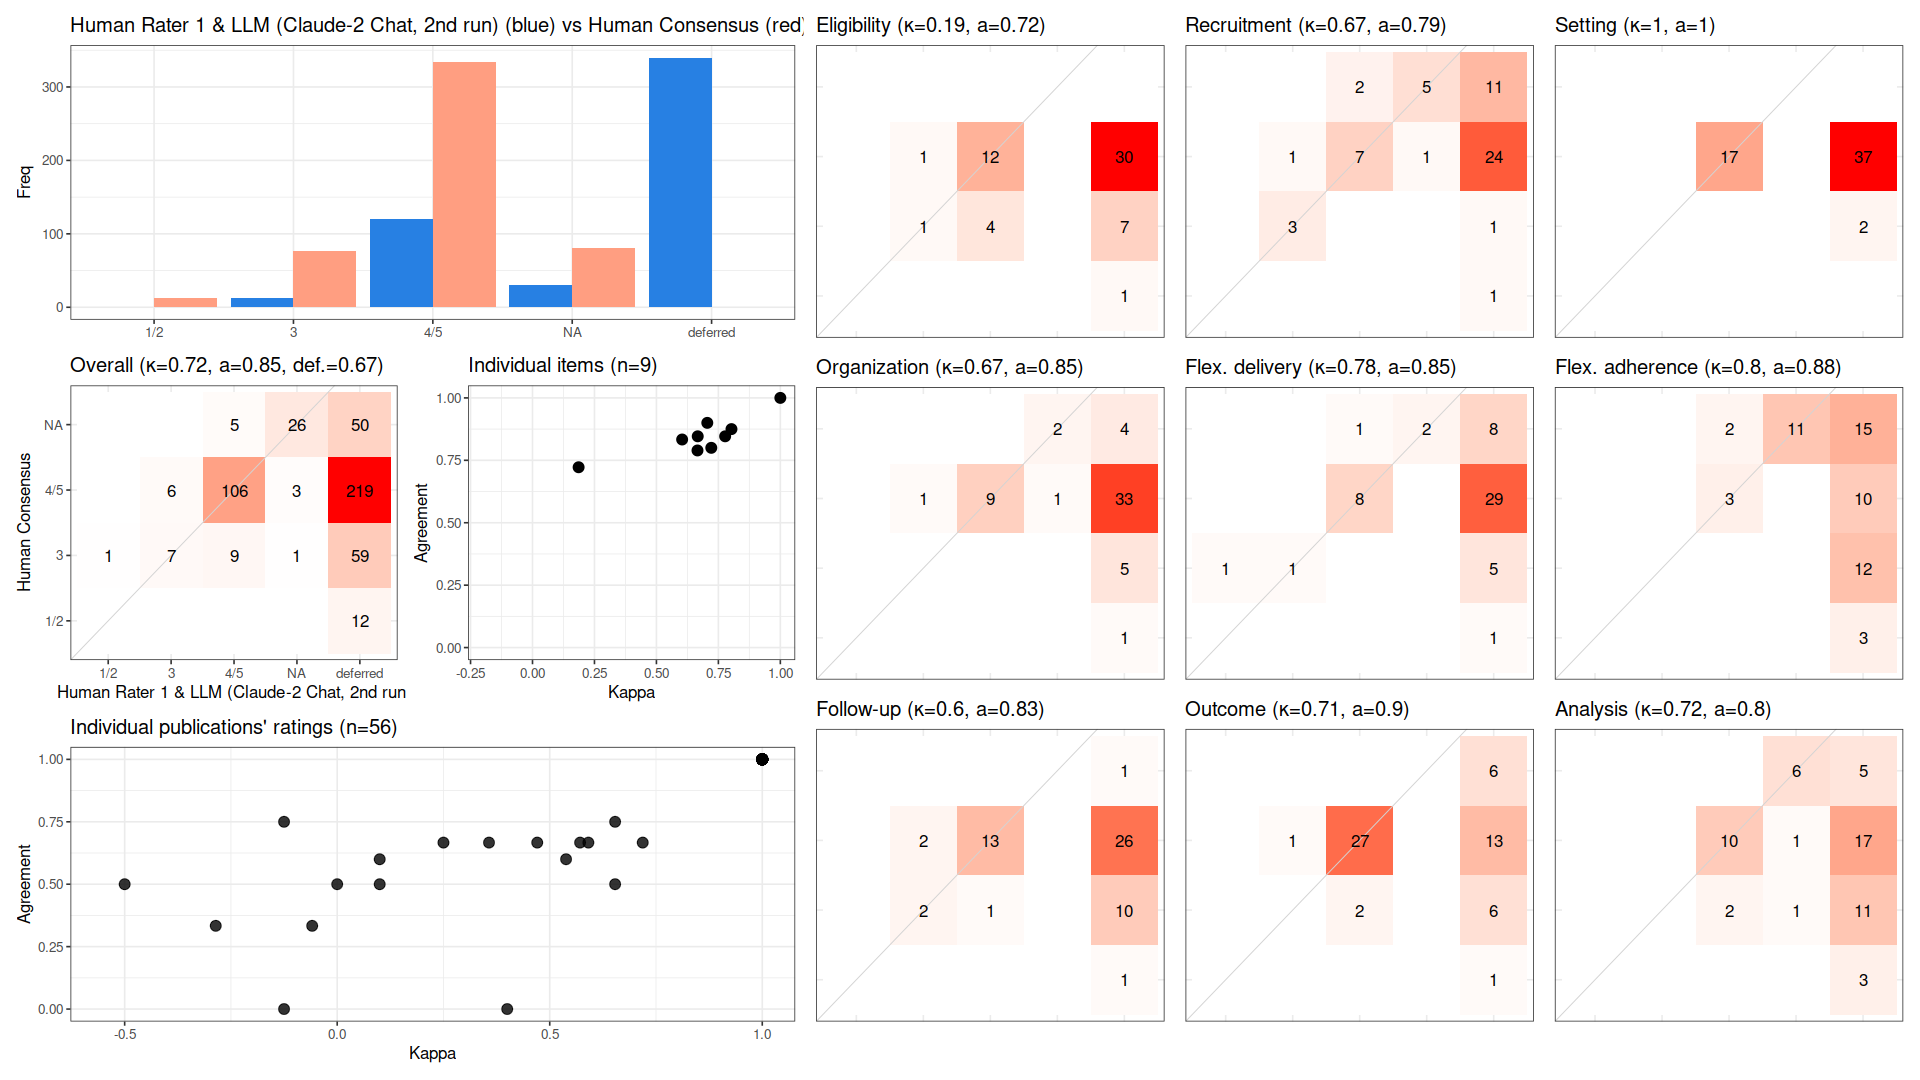 Human Rater 1 & LLM (Claude-2 Chat, 2nd run) (blue) vs Human Consensus (red)
Freq
300
200
100
0
1/2 3 4/5 NA deferred
Overall (κ=0.72, a=0.85, def.=0.67)
Human Consensus
NA 5 26 50
4/5 6 106 3 219
3 1 7 9 1 59
1/2 12
1/2 3 4/5 NA deferred
Human Rater 1 & LLM (Claude-2 Chat, 2nd run
Individual items (n=9)
Agreement
1.00
0.75
0.50
0.25
0.00
-0.25 0.00 0.25 0.50 0.75 1.00
Kappa
Individual publications' ratings (n=56)
Agreement
1.00
0.75
0.50
0.25
0.00
-0.5 0.0 0.5 1.0
Kappa
Eligibility (κ=0.19, a=0.72)
1 12 30
1 4 7
1
Recruitment (κ=0.67, a=0.79)
2 5 11
1 7 1 24
3 1
1
Setting (κ=1, a=1)
17 37
2
Organization (κ=0.67, a=0.85)
2 4
1 9 1 33
5
1
Flex. delivery (κ=0.78, a=0.85)
1 2 8
8 29
1 1 5
1
Flex. adherence (κ=0.8, a=0.88)
2 11 15
3 10
12
3
Follow-up (κ=0.6, a=0.83)
1
2 13 26
2 1 10
1
Outcome (κ=0.71, a=0.9)
6
1 27 13
2 6
1
Analysis (κ=0.72, a=0.8)
6 5
10 1 17
2 1 11
3